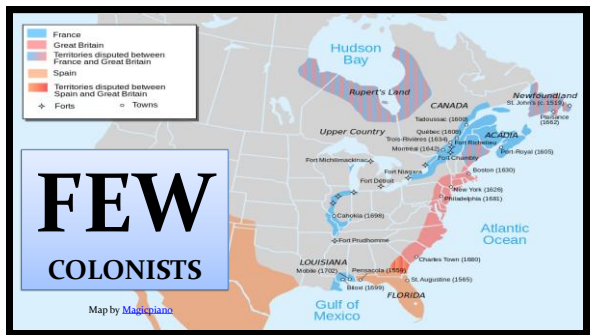 France
Great Britain
Territories disputed between
France and Great Britain
Spain
Territories disputed between
Spain and Great Britain
Forts
Towns
Hudson
Bay
Rupert's Land
Newfoundland
St. John's (c. 1519)
Plaisance
(1662)
CANADA
Tadoussac (1600)
Québec (1608)
Trois-Rivières (1634)
Montréal (1642)
Fort Richelieu
ACADIA
Port-Royal (1605)
Upper Country
Fort Chambly
Fort Michilimackinac
Fort Niagara
Boston (1630)
Fort Detroit
New York (1626)
Philadelphia (1681)
FEW
COLONISTS
Cahokia (1698)
Atlantic
Ocean
Fort Prudhomme
Charles Town (1680)
LOUISIANA
Mobile (1702)
Pensacola (1559)
St. Augustine (1565)
Biloxi (1699)
FLORIDA
Gulf of
Mexico
Map by Magicpiano